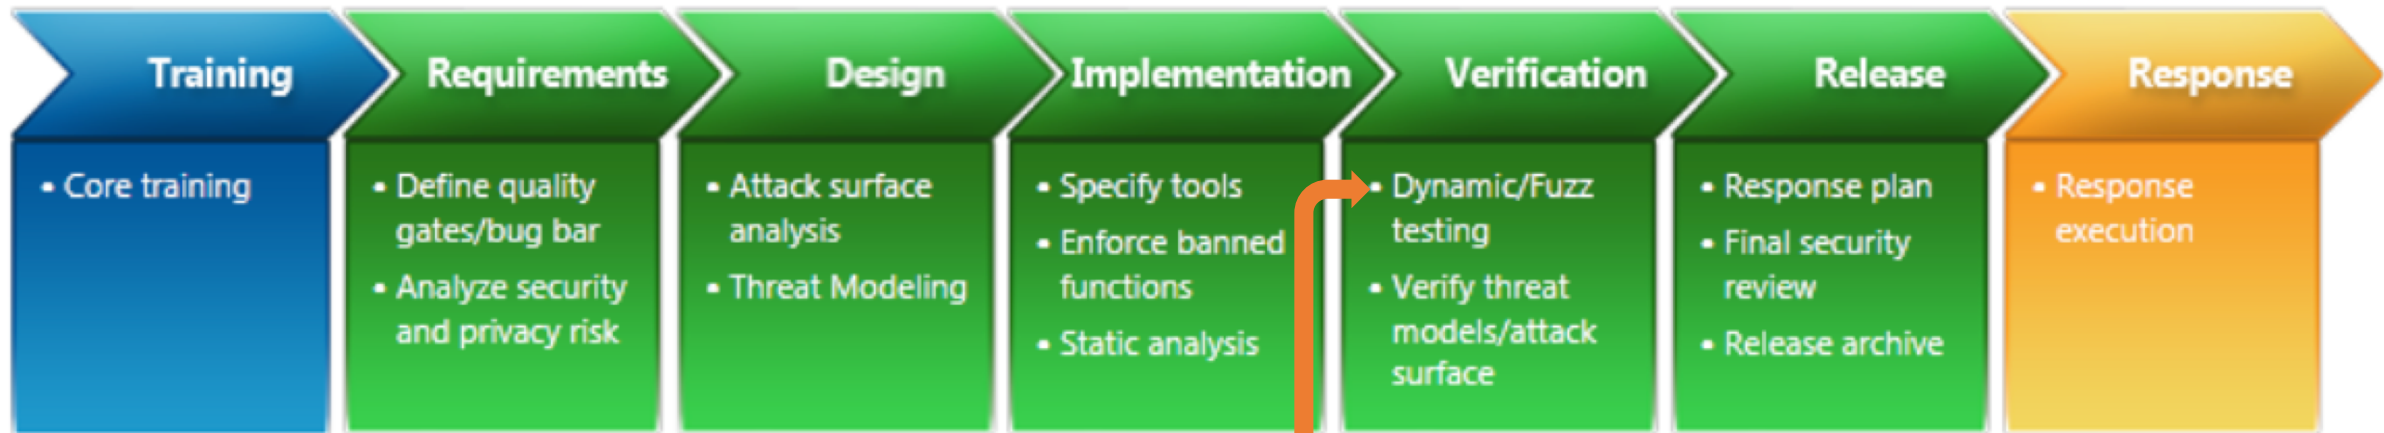 Training
• Core training
Requirements
• Define quality
gates/bug bar
• Analyze security
and privacy risk
Design
• Attack surface
analysis
• Threat Modeling
Implementation
• Specify tools
• Enforce banned
functions
• Static analysis
Verification
• Dynamic/Fuzz
testing
• Verify threat
models/attack
surface
Release
• Response plan
• Final security
review
• Release archive
Response
• Response
execution